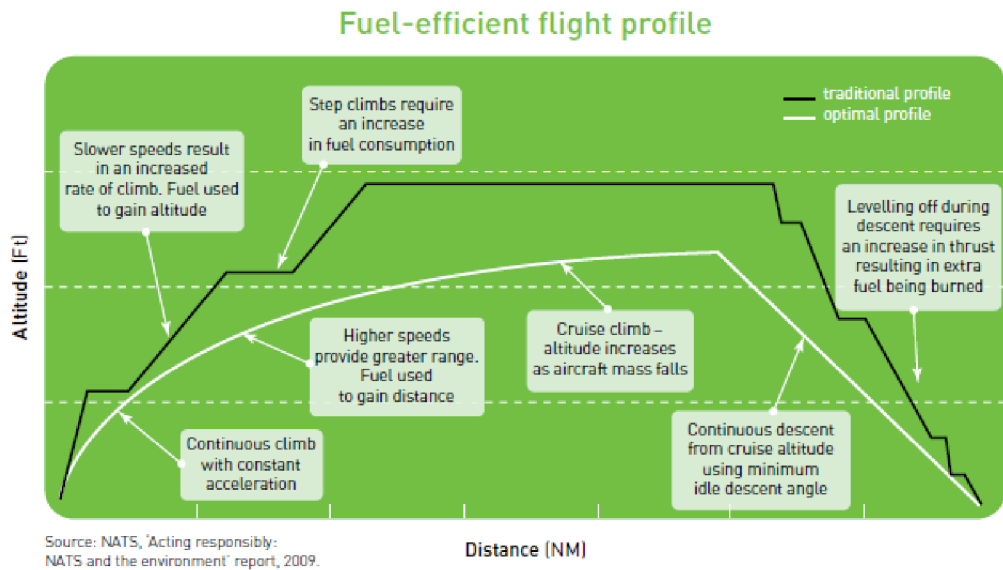 Fuel-efficient flight profile
traditional profile
optimal profile
Step climbs require
an increase
in fuel consumption
Slower speeds result
in an increased
rate of climb. Fuel used
to gain altitude
Levelling off during
descent requires
an increase in thrust
resulting in extra
fuel being burned
Altitude (Ft)
Higher speeds
provide greater range.
Fuel used
to gain distance
Cruise climb –
altitude increases
as aircraft mass falls
Continuous climb
with constant
acceleration
Continuous descent
from cruise altitude
using minimum
idle descent angle
Source: NATS, 'Acting responsibly:
NATS and the environment' report, 2009.
Distance (NM)